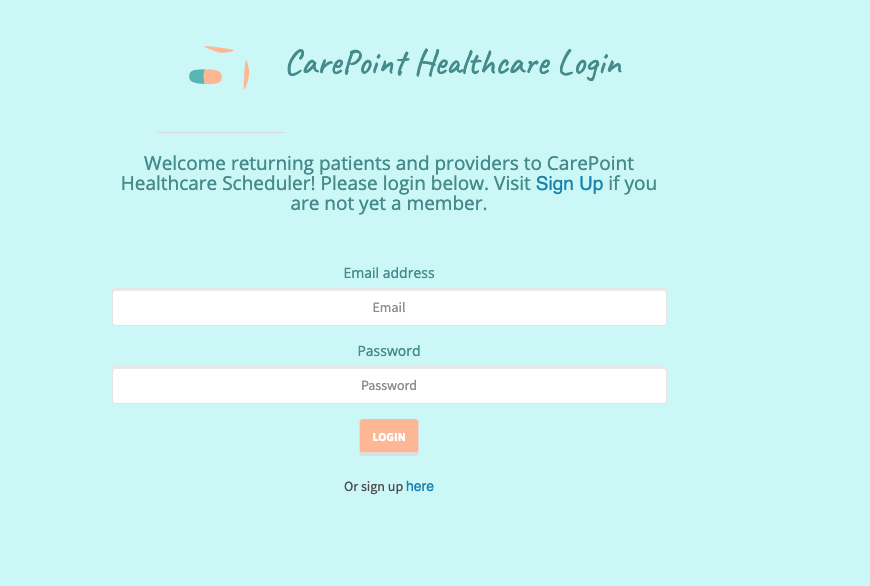 CarePoint Healthcare Login
Welcome returning patients and providers to CarePoint
Healthcare Scheduler! Please login below. Visit Sign Up if you
are not yet a member.
Email address
Email
Password
Password
LOGIN
Or sign up here